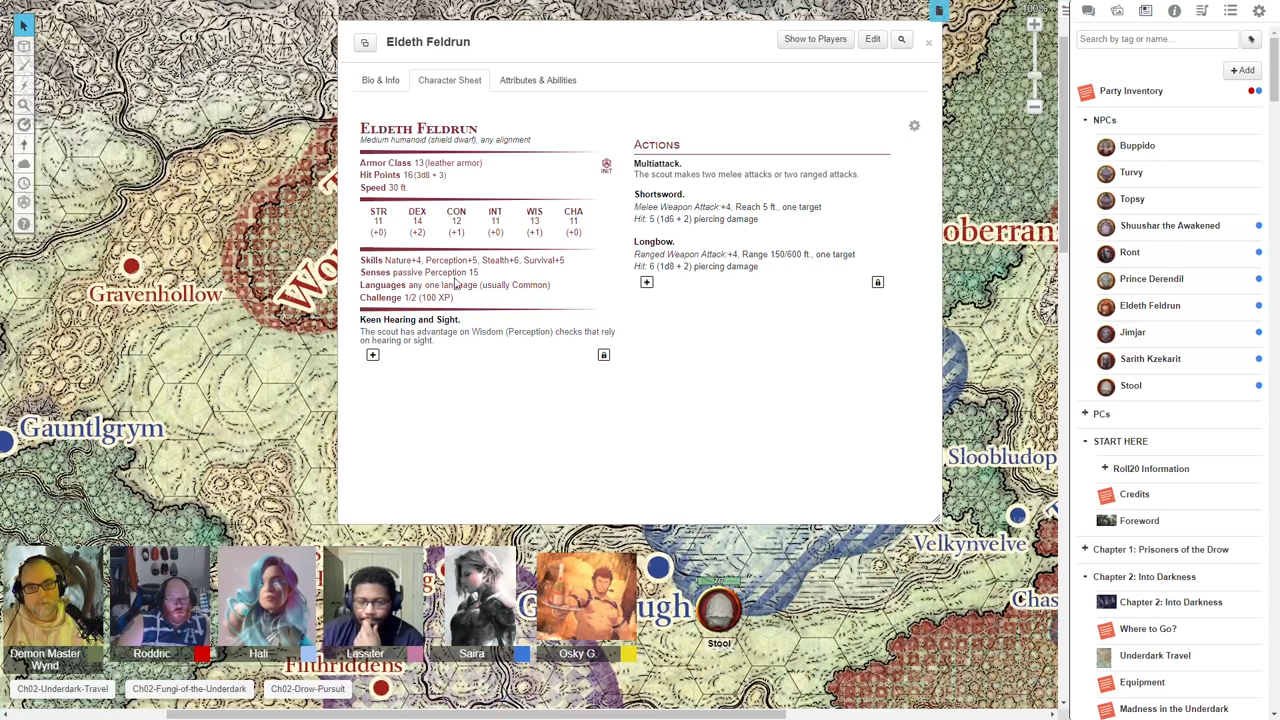 100%
Eldeth Feldrun
Show to Players
Edit
Bio & Info
Character Sheet
Attributes & Abilities
ELDETH FELDRUN
Medium humanoid (shield dwarf), any alignment
Armor Class 13 (leather armor)
Hit Points 16 (3d8 + 3)
Speed 30 ft.
INIT
STR DEX CON INT WIS CHA
11 14 12 11 13 11
(+0) (+2) (+1) (+0) (+1) (+0)
Skills Nature+4, Perception+5, Stealth+6, Survival+5
Senses passive Perception 15
Languages any one language (usually Common)
Challenge 1/2 (100 XP)
Keen Hearing and Sight.
The scout has advantage on Wisdom (Perception) checks that rely
on hearing or sight.
ACTIONS
Multiattack.
The scout makes two melee attacks or two ranged attacks.
Shortsword.
Melee Weapon Attack:+4, Reach 5 ft., one target
Hit: 5 (1d6 + 2) piercing damage
Longbow.
Ranged Weapon Attack:+4, Range 150/600 ft., one target
Hit: 6 (1d8 + 2) piercing damage
Search by tag or name...
+ Add
Party Inventory
NPCs
Buppido
Turvy
Topsy
Shuushar the Awakened
Ront
Prince Derendil
Eldeth Feldrun
Jimjar
Sarith Kzekarit
Stool
PCs
START HERE
Roll20 Information
Credits
Foreword
Chapter 1: Prisoners of the Drow
Chapter 2: Into Darkness
Chapter 2: Into Darkness
Where to Go?
Underdark Travel
Equipment
Madness in the Underdark
Gravenhollow
Wor
oberran
Gauntlgrym
Sloobludop
Velkynvelve
Chas
G
ugh
Stool
Filthriddens
Demon Master
Wynd
Roddric
Hali
Lassiter
Saira
Osky G.
Ch02-Underdark-Travel
Ch02-Fungi-of-the-Underdark
Ch02-Drow-Pursuit